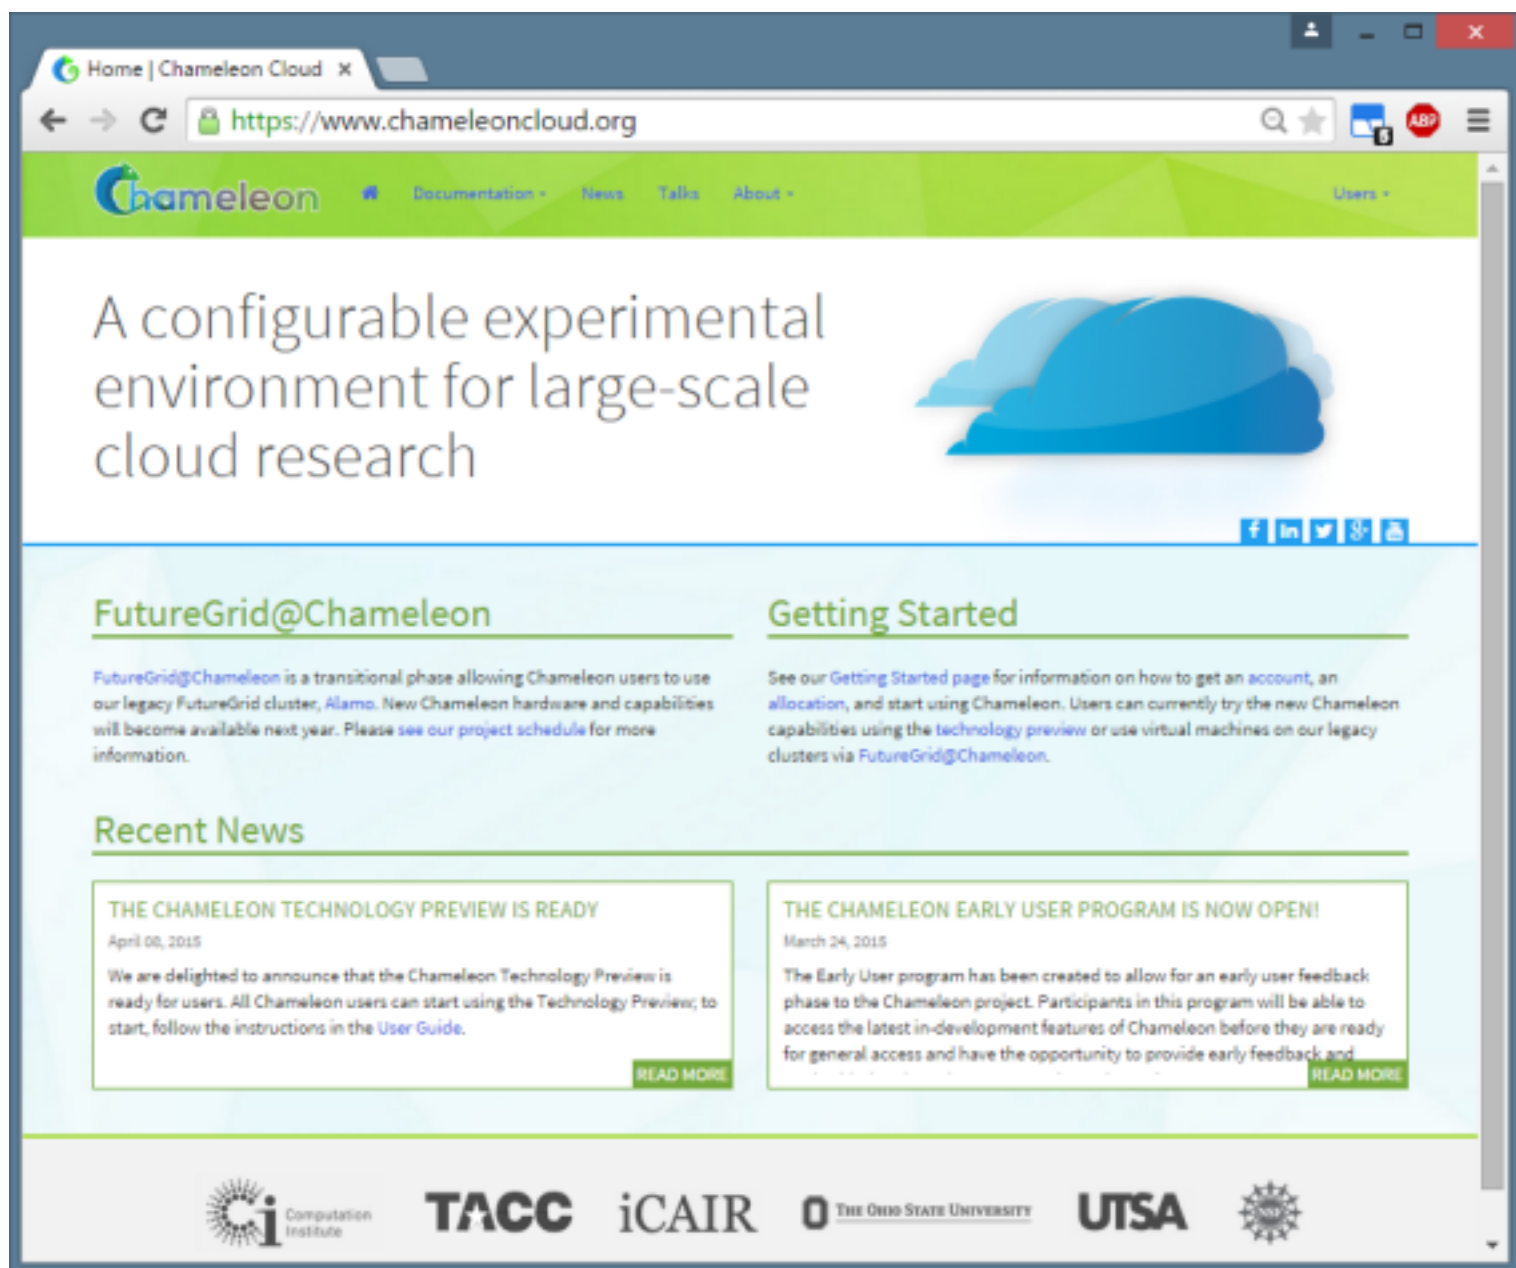 Home | Chameleon Cloud
https://www.chameleoncloud.org
ABP
5
Chameleon
Documentation
News
Talks
About
Users
A configurable experimental
environment for large-scale
cloud research
FutureGrid@Chameleon
FutureGrid@Chameleon is a transitional phase allowing Chameleon users to use
our legacy FutureGrid cluster, Alamo. New Chameleon hardware and capabilities
will become available next year. Please see our project schedule for more
information.
Getting Started
See our Getting Started page for information on how to get an account, an
allocation, and start using Chameleon. Users can currently try the new Chameleon
capabilities using the technology preview or use virtual machines on our legacy
clusters via FutureGrid@Chameleon.
Recent News
THE CHAMELEON TECHNOLOGY PREVIEW IS READY
April 08, 2015
We are delighted to announce that the Chameleon Technology Preview is
ready for users. All Chameleon users can start using the Technology Preview; to
start, follow the instructions in the User Guide.
READ MORE
THE CHAMELEON EARLY USER PROGRAM IS NOW OPEN!
March 24, 2015
The Early User program has been created to allow for an early user feedback
phase to the Chameleon project. Participants in this program will be able to
access the latest in-development features of Chameleon before they are ready
for general access and have the opportunity to provide early feedback and
READ MORE
Ci Computation
Institute
TACC
iCAIR
THE OHIO STATE UNIVERSITY
UTSA
NSF